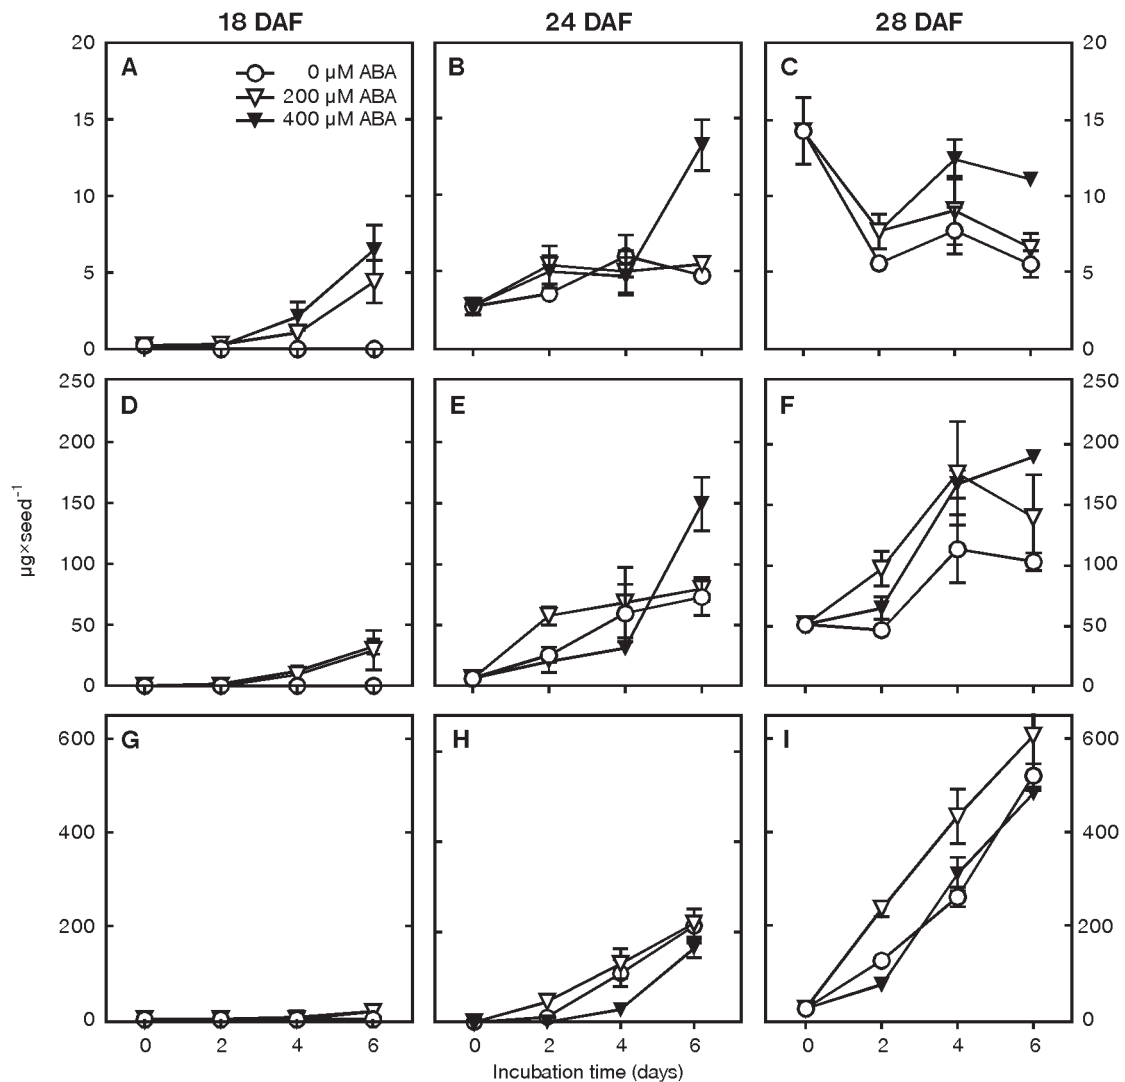 18 DAF 24 DAF 28 DAF
20 A B C 20
0 µM ABA
200 µM ABA
400 µM ABA
15 15
10 10
5 5
0 0
250 D E F 250
200 200
150 150
100 100
50 50
0 0
µg×seed⁻¹
600 G H I 600
400 400
200 200
0 0
0 2 4 6 0 2 4 6 0 2 4 6
Incubation time (days)